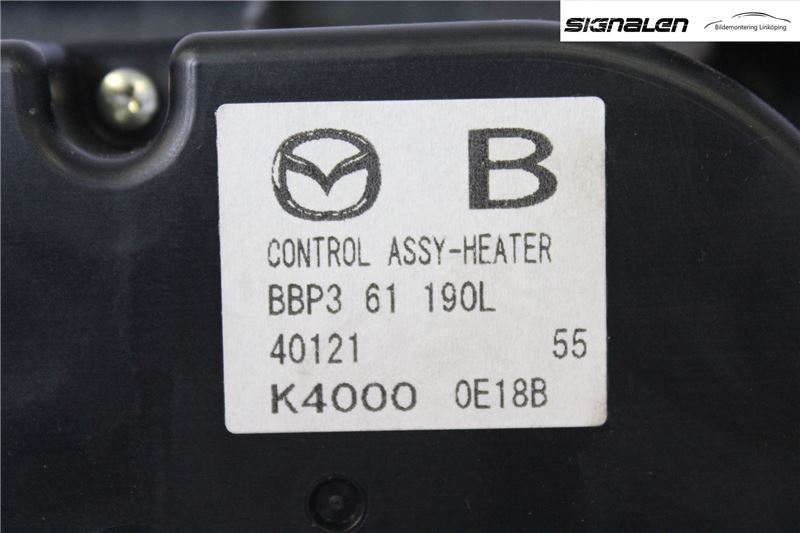 SIGNALEN
Bildemontering Linköping
B
CONTROL ASSY-HEATER
BBP3 61 190L
40121 55
K4000 0E18B